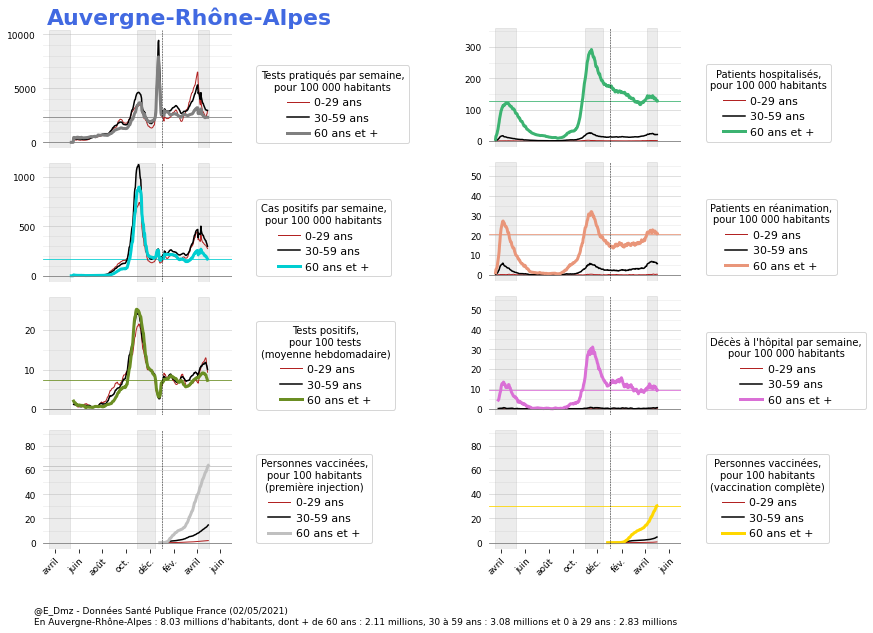 Auvergne-Rhône-Alpes
10000
5000
0
Tests pratiqués par semaine,
pour 100 000 habitants
0-29 ans
30-59 ans
60 ans et +
300
200
100
0
Patients hospitalisés,
pour 100 000 habitants
0-29 ans
30-59 ans
60 ans et +
1000
500
0
Cas positifs par semaine,
pour 100 000 habitants
0-29 ans
30-59 ans
60 ans et +
50
40
30
20
10
0
Patients en réanimation,
pour 100 000 habitants
0-29 ans
30-59 ans
60 ans et +
20
10
0
Tests positifs,
pour 100 tests
(moyenne hebdomadaire)
0-29 ans
30-59 ans
60 ans et +
50
40
30
20
10
0
Décès à l'hôpital par semaine,
pour 100 000 habitants
0-29 ans
30-59 ans
60 ans et +
80
60
40
20
0
avril
juin
août
oct.
déc.
fév.
avril
juin
Personnes vaccinées,
pour 100 habitants
(première injection)
0-29 ans
30-59 ans
60 ans et +
80
60
40
20
0
avril
juin
août
oct.
déc.
fév.
avril
juin
Personnes vaccinées,
pour 100 habitants
(vaccination complète)
0-29 ans
30-59 ans
60 ans et +
@E_Dmz - Données Santé Publique France (02/05/2021)
En Auvergne-Rhône-Alpes : 8.03 millions d'habitants, dont + de 60 ans : 2.11 millions, 30 à 59 ans : 3.08 millions et 0 à 29 ans : 2.83 millions